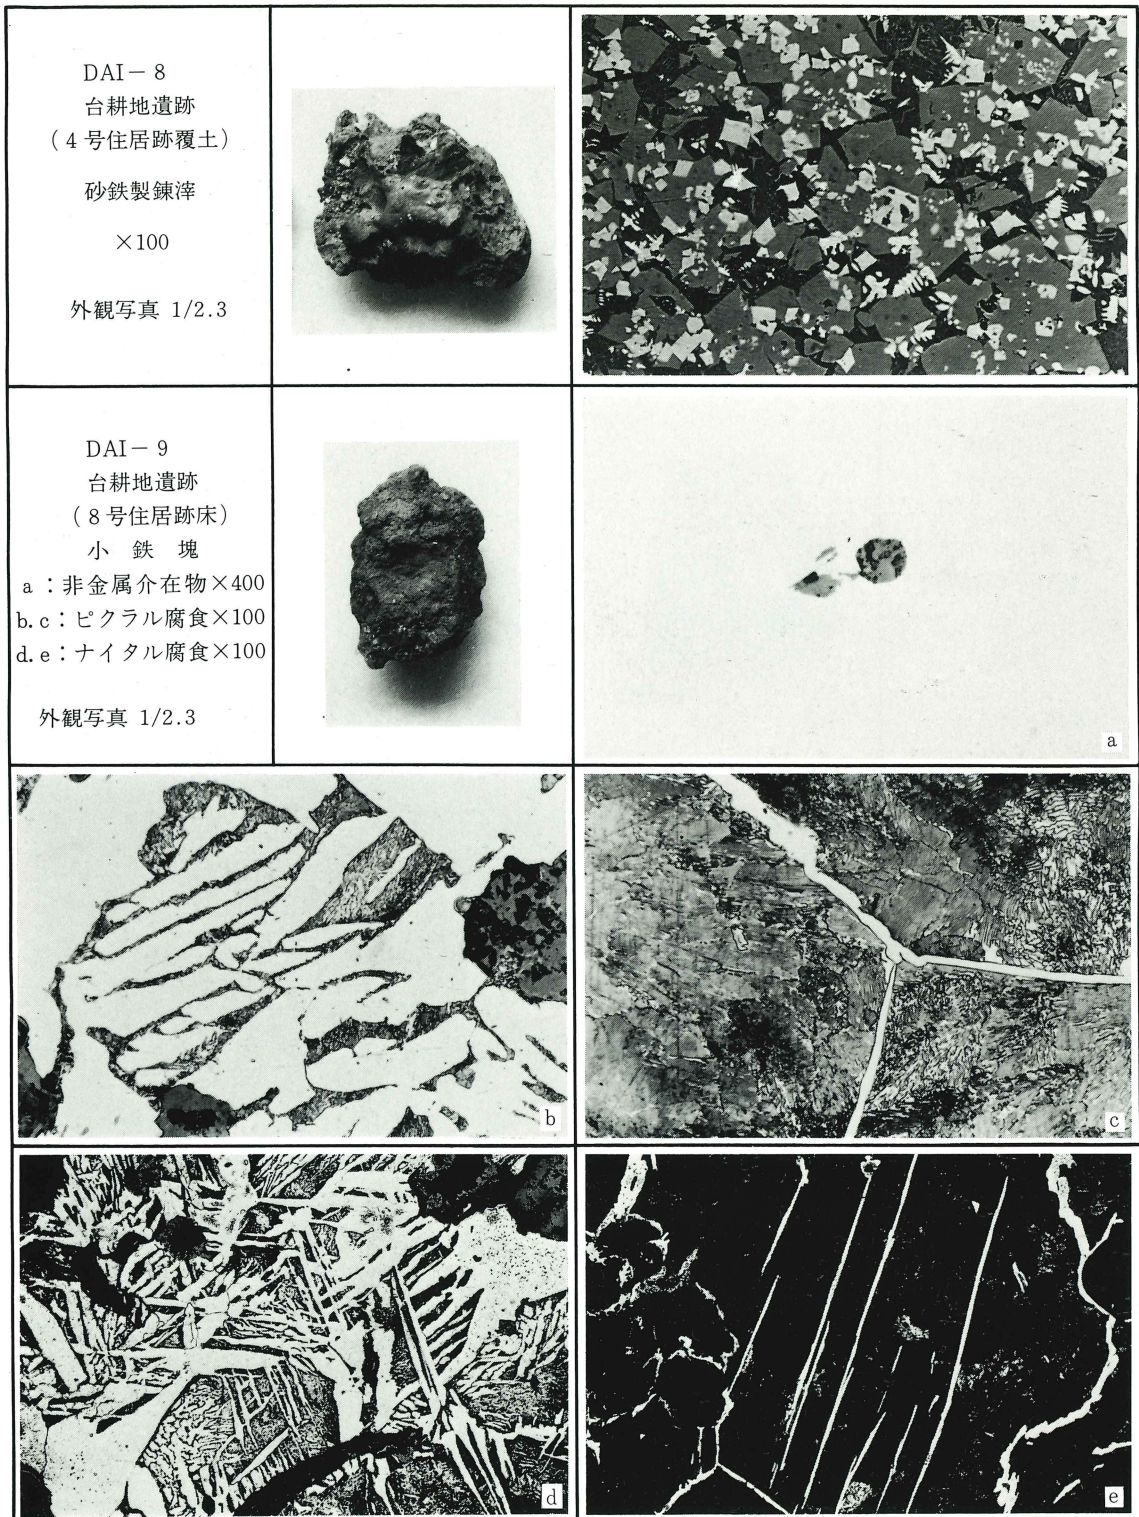 DAI－8
台耕地遺跡
(4号住居跡覆土)
砂鉄製錬滓
×100
外観写真 1/2.3
DAI－9
台耕地遺跡
(8号住居跡床)
小鉄塊
a：非金属介在物×400
b.c：ピクラル腐食×100
d.e：ナイタル腐食×100
外観写真 1/2.3
a
b
c
d
e